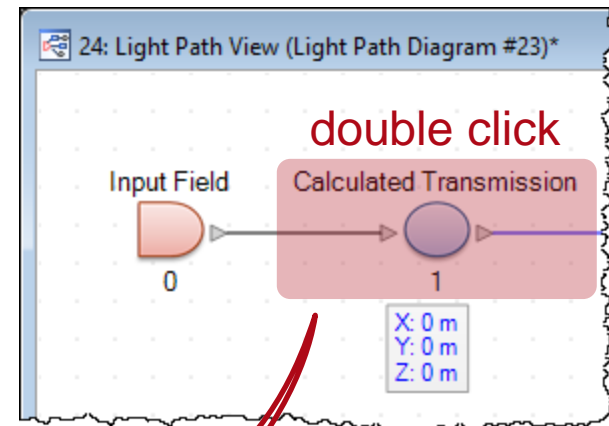 24: Light Path View (Light Path Diagram #23)*
double click
Input Field
Calculated Transmission
0
1
X: 0 m
Y: 0 m
Z: 0 m